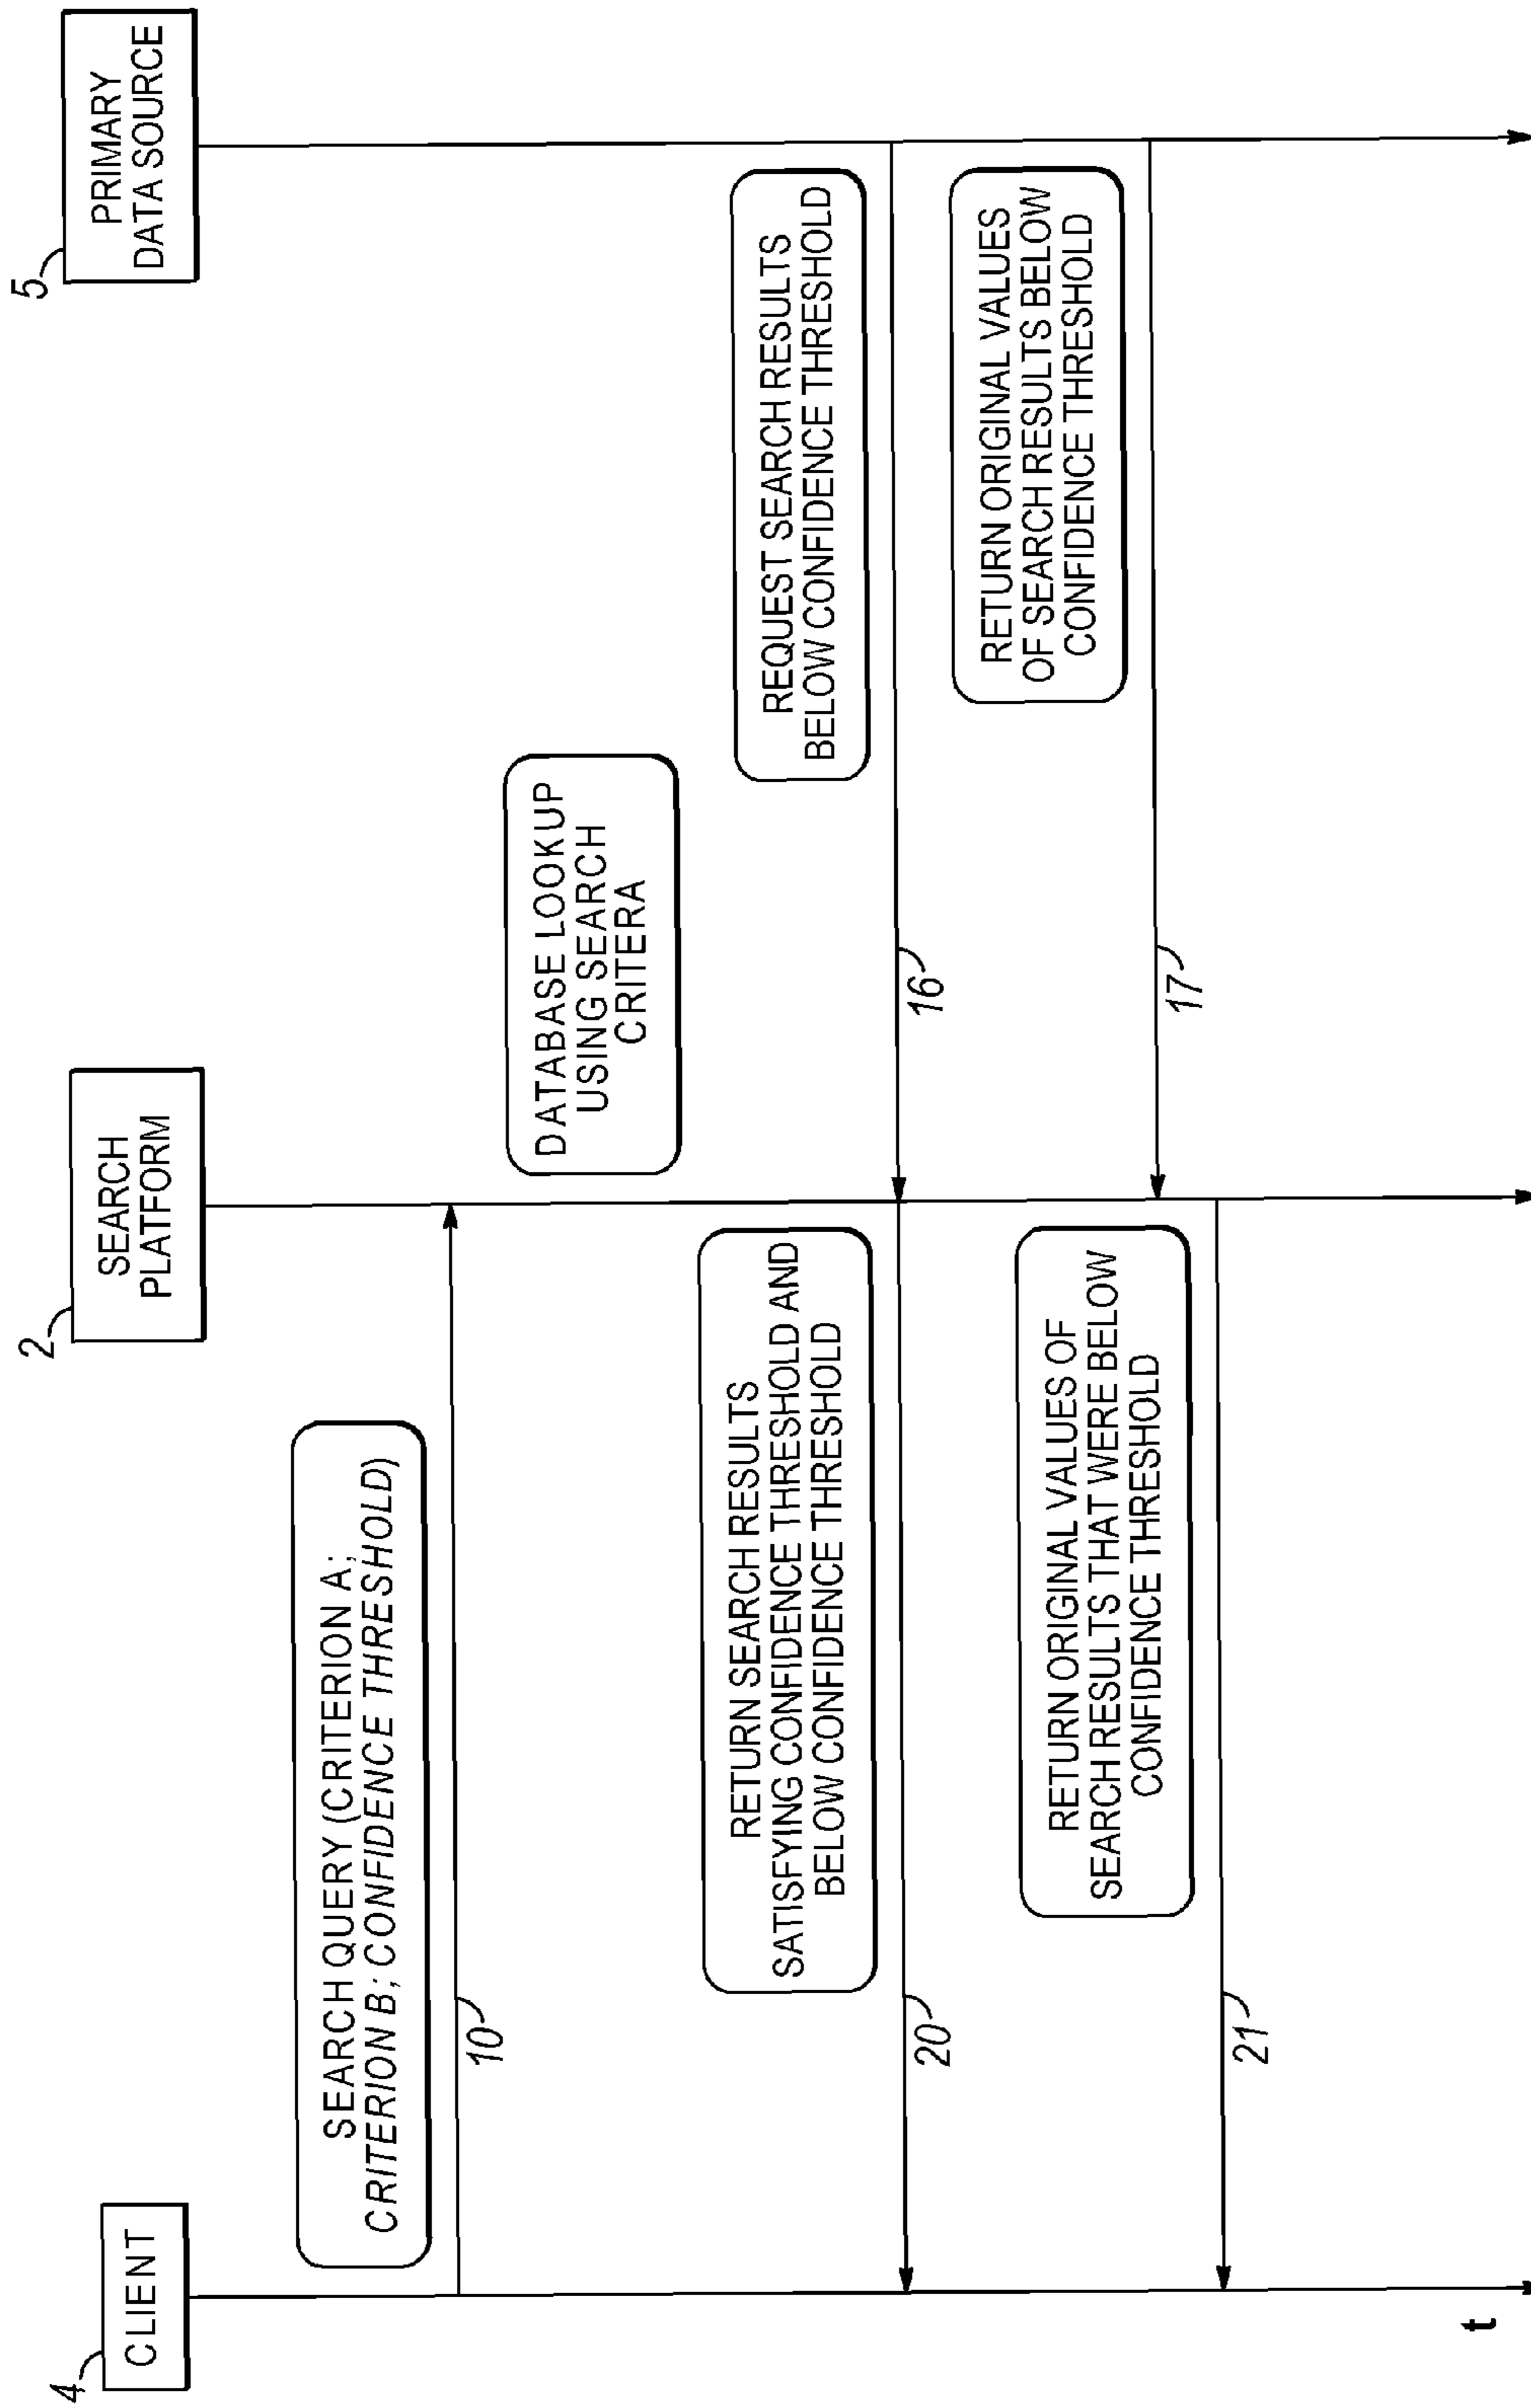 4
CLIENT
2
SEARCH
PLATFORM
5
PRIMARY
DATA SOURCE
SEARCH QUERY (CRITERION A;
CRITERION B; CONFIDENCE THRESHOLD)
10
DATABASE LOOKUP
USING SEARCH
CRITERA
RETURN SEARCH RESULTS
SATISFYING CONFIDENCE THRESHOLD AND
BELOW CONFIDENCE THRESHOLD
20
REQUEST SEARCH RESULTS
BELOW CONFIDENCE THRESHOLD
16
RETURN ORIGINAL VALUES
OF SEARCH RESULTS BELOW
CONFIDENCE THRESHOLD
17
RETURN ORIGINAL VALUES OF
SEARCH RESULTS THAT WERE BELOW
CONFIDENCE THRESHOLD
21
t